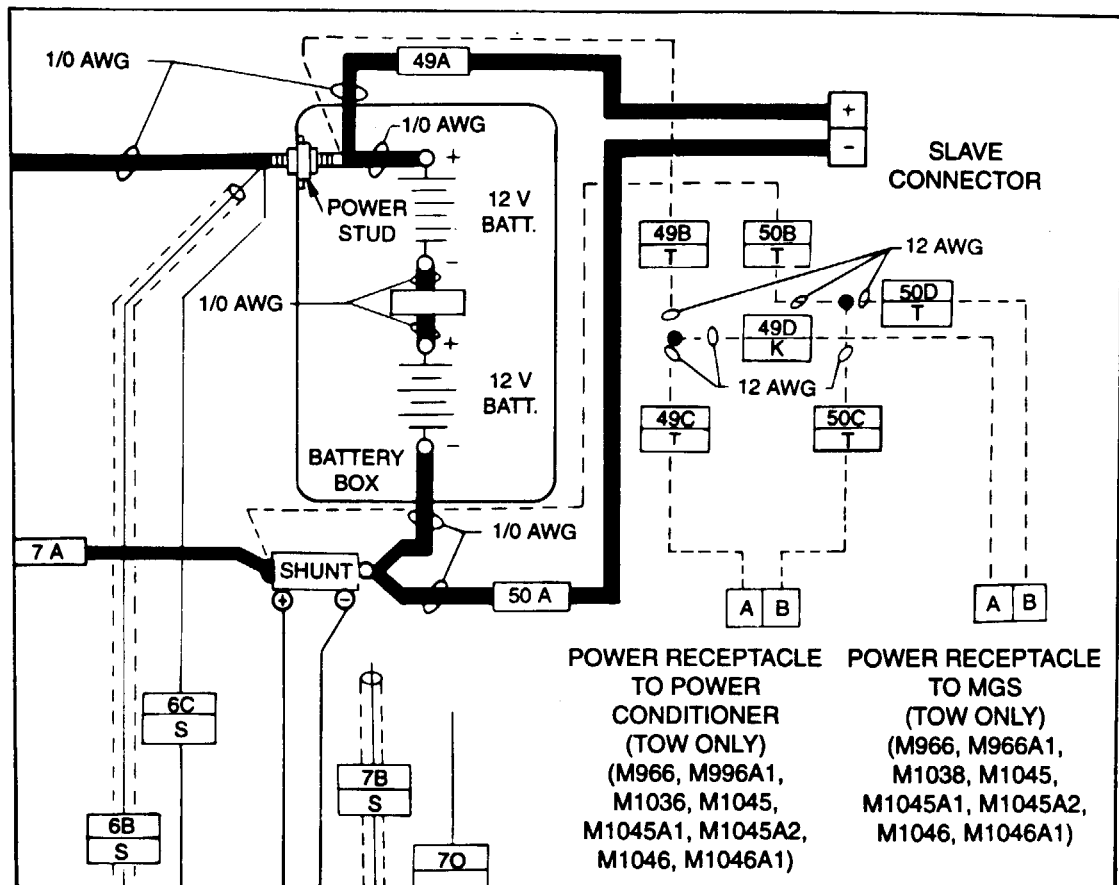 1/0 AWG
49A
1/0 AWG
+
-
SLAVE
CONNECTOR
+
POWER
STUD
12 V
BATT.
-
49B
T
50B
T
12 AWG
1/0 AWG
50D
T
49D
K
+
12 V
BATT.
12 AWG
49C
T
50C
T
-
BATTERY
BOX
1/0 AWG
7 A
SHUNT
+
-
50 A
A B
A B
POWER RECEPTACLE
TO POWER
CONDITIONER
(TOW ONLY)
(M966, M996A1,
M1036, M1045,
M1045A1, M1045A2,
M1046, M1046A1)
POWER RECEPTACLE
TO MGS
(TOW ONLY)
(M966, M966A1,
M1038, M1045,
M1045A1, M1045A2,
M1046, M1046A1)
6C
S
7B
S
6B
S
7O